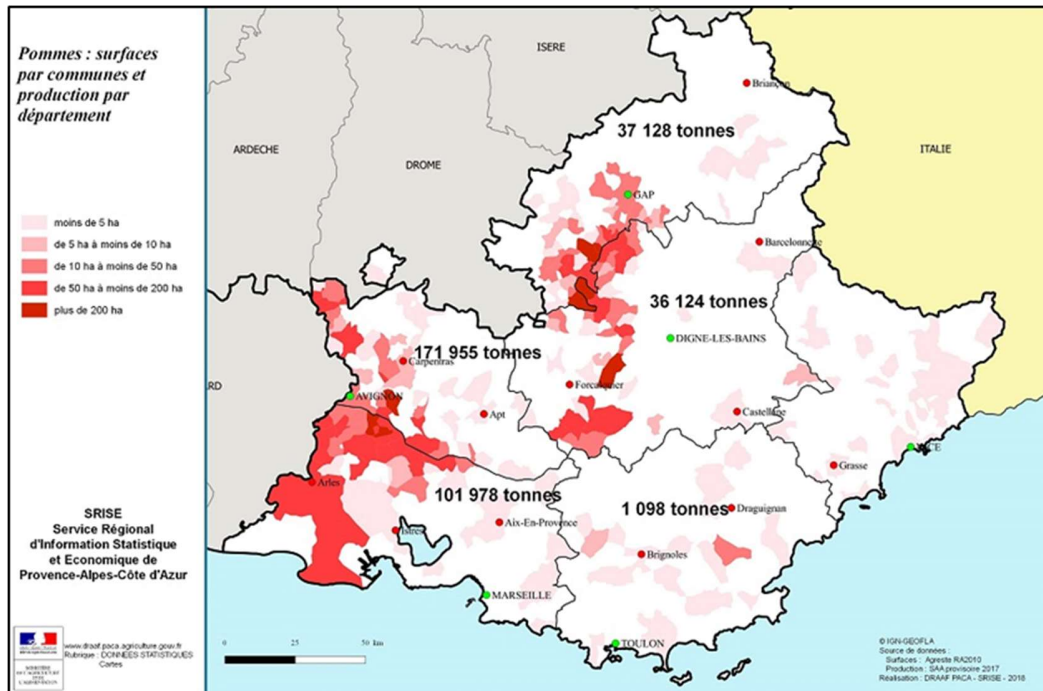 Pommes : surfaces
par communes et
production par
département
moins de 5 ha
de 5 ha à moins de 10 ha
de 10 ha à moins de 50 ha
de 50 ha à moins de 200 ha
plus de 200 ha
SRISE
Service Régional
d'Information Statistique
et Economique de
Provence-Alpes-Côte d'Azur
www.draaf.paca.agriculture.gouv.fr
Rubrique : DONNEES STATISTIQUES
Cartes
ISERE
Briançon
37 128 tonnes
ARDECHE
DROME
ITALIE
GAP
Barcelonnette
36 124 tonnes
DIGNE-LES-BAINS
171 955 tonnes
Carpentras
RD
Forcalquier
AVIGNON
Apt
Castellane
NICE
Grasse
Arles
101 978 tonnes
1 098 tonnes
Draguignan
Istres
Aix-En-Provence
Brignoles
MARSEILLE
TOULON
0 25 50 km
© IGN-GEOFLA
Source de données :
Surfaces : Agreste RA2010
Production : SAA provisoire 2017
Réalisation : DRAAF PACA - SRISE - 2018